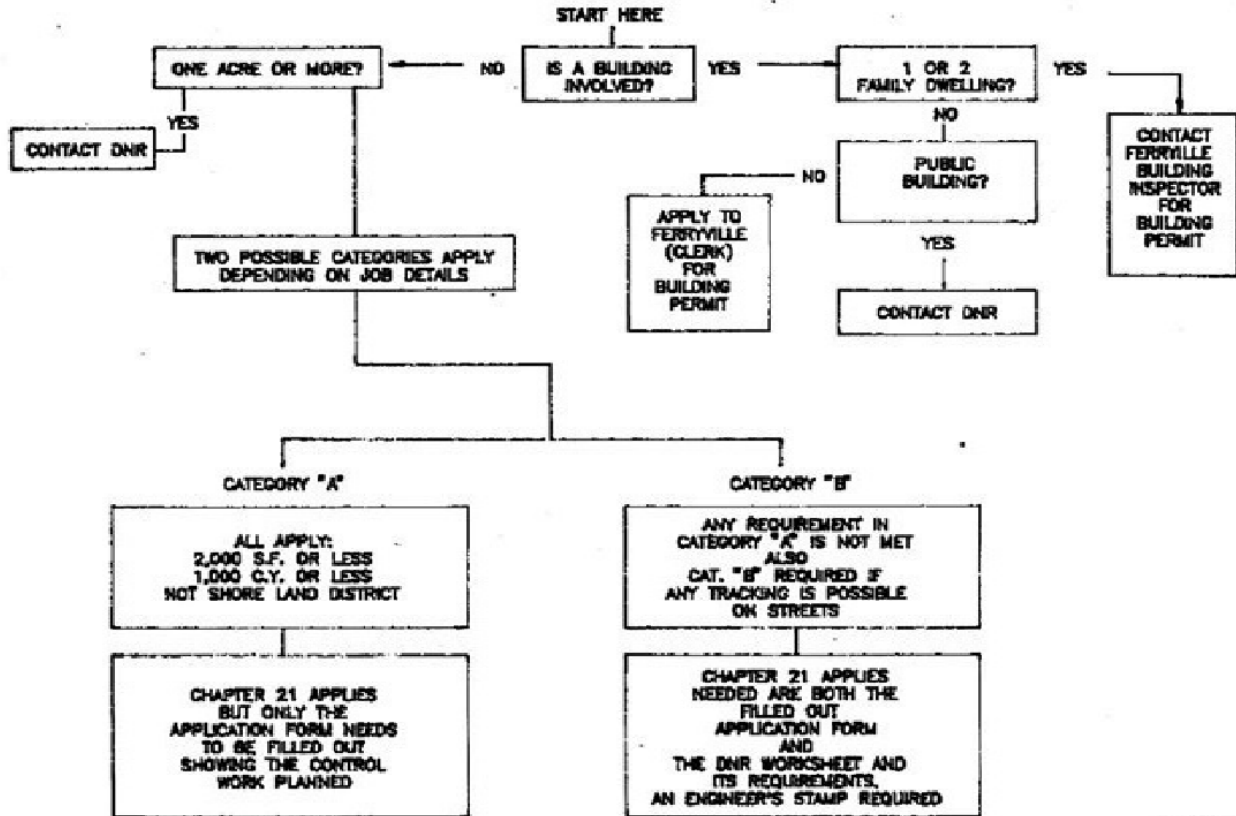 START HERE
ONE ACRE OR MORE?
NO
IS A BUILDING
INVOLVED?
YES
1 OR 2
FAMILY DWELLING?
YES
YES
CONTACT DNR
NO
CONTACT
FERRYVILLE
BUILDING
INSPECTOR
FOR
BUILDING
PERMIT
PUBLIC
BUILDING?
NO
APPLY TO
FERRYVILLE
(CLERK)
FOR
BUILDING
PERMIT
YES
CONTACT DNR
TWO POSSIBLE CATEGORIES APPLY
DEPENDING ON JOB DETAILS
CATEGORY "A"
ALL APPLY:
2,000 S.F. OR LESS
1,000 C.Y. OR LESS
NOT SHORE LAND DISTRICT
CHAPTER 21 APPLIES
BUT ONLY THE
APPLICATION FORM NEEDS
TO BE FILLED OUT
SHOWING THE CONTROL
WORK PLANNED
CATEGORY "B"
ANY REQUIREMENT IN
CATEGORY "A" IS NOT MET
ALSO
CAT. "B" REQUIRED IF
ANY TRACKING IS POSSIBLE
ON STREETS
CHAPTER 21 APPLIES
NEEDED ARE BOTH THE
FILLED OUT
APPLICATION FORM
AND
THE DNR WORKSHEET AND
ITS REQUIREMENTS,
AN ENGINEER'S STAMP REQUIRED